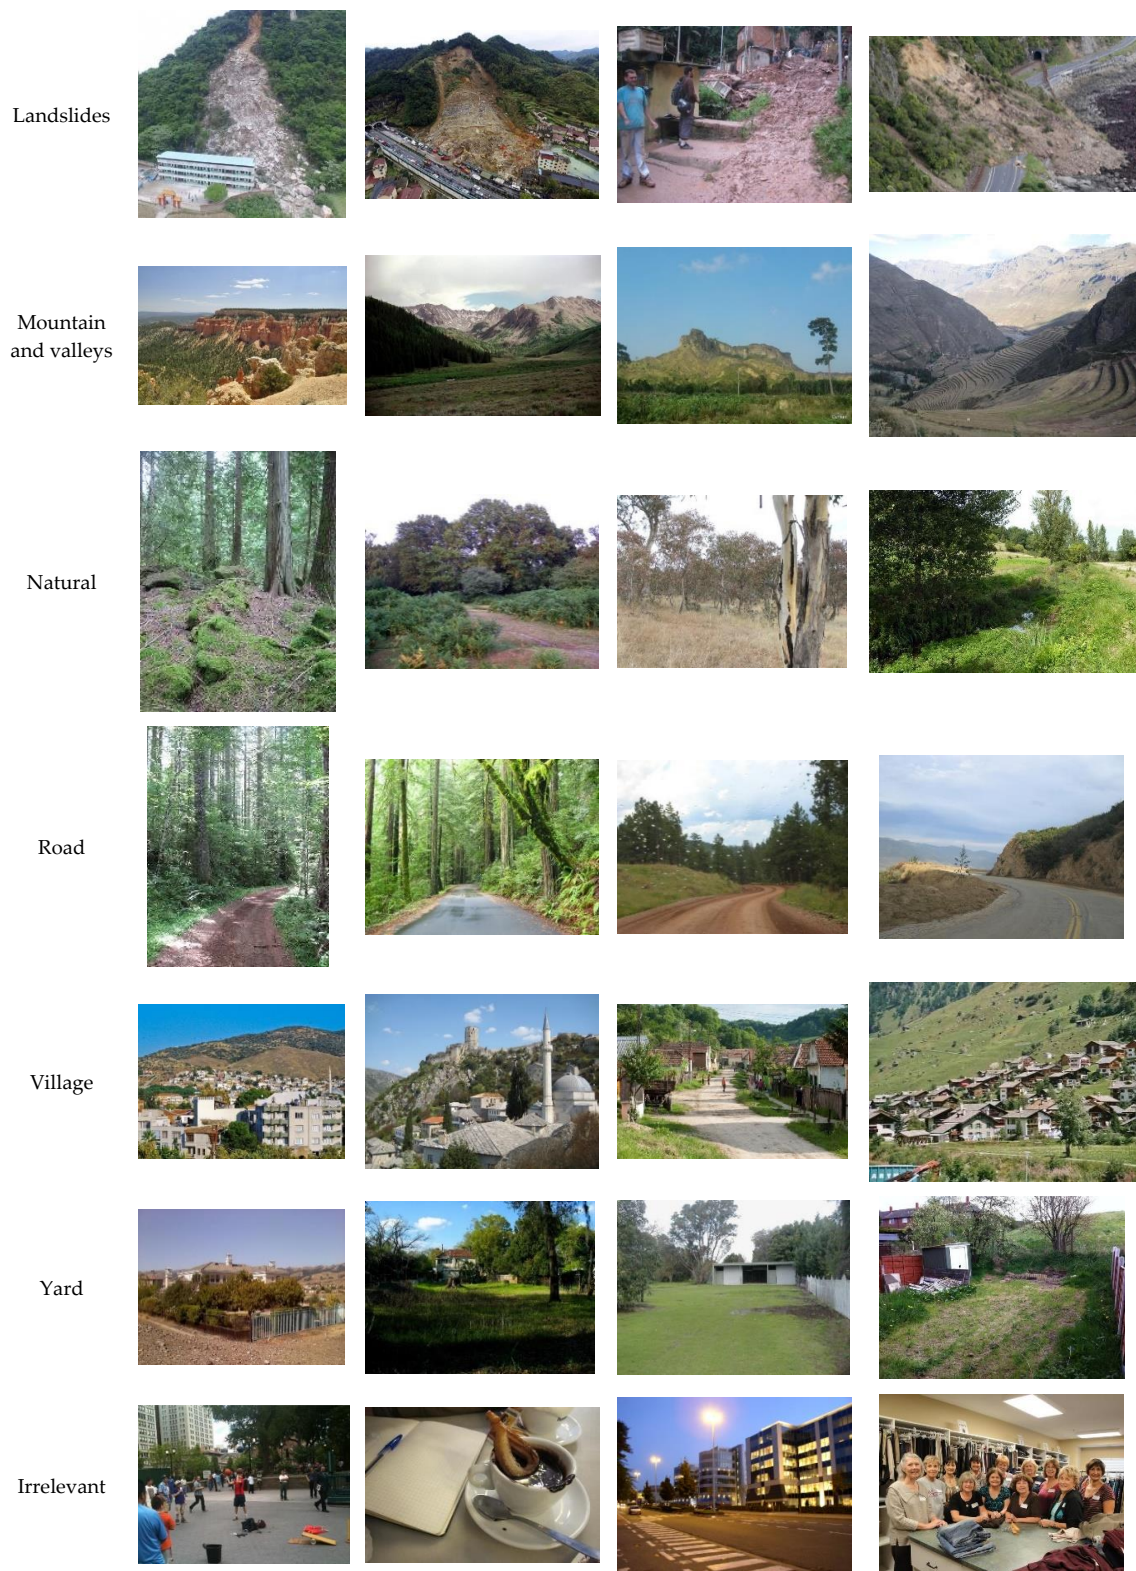 Landslides
Mountain
and valleys
Natural
Road
Village
Yard
Irrelevant